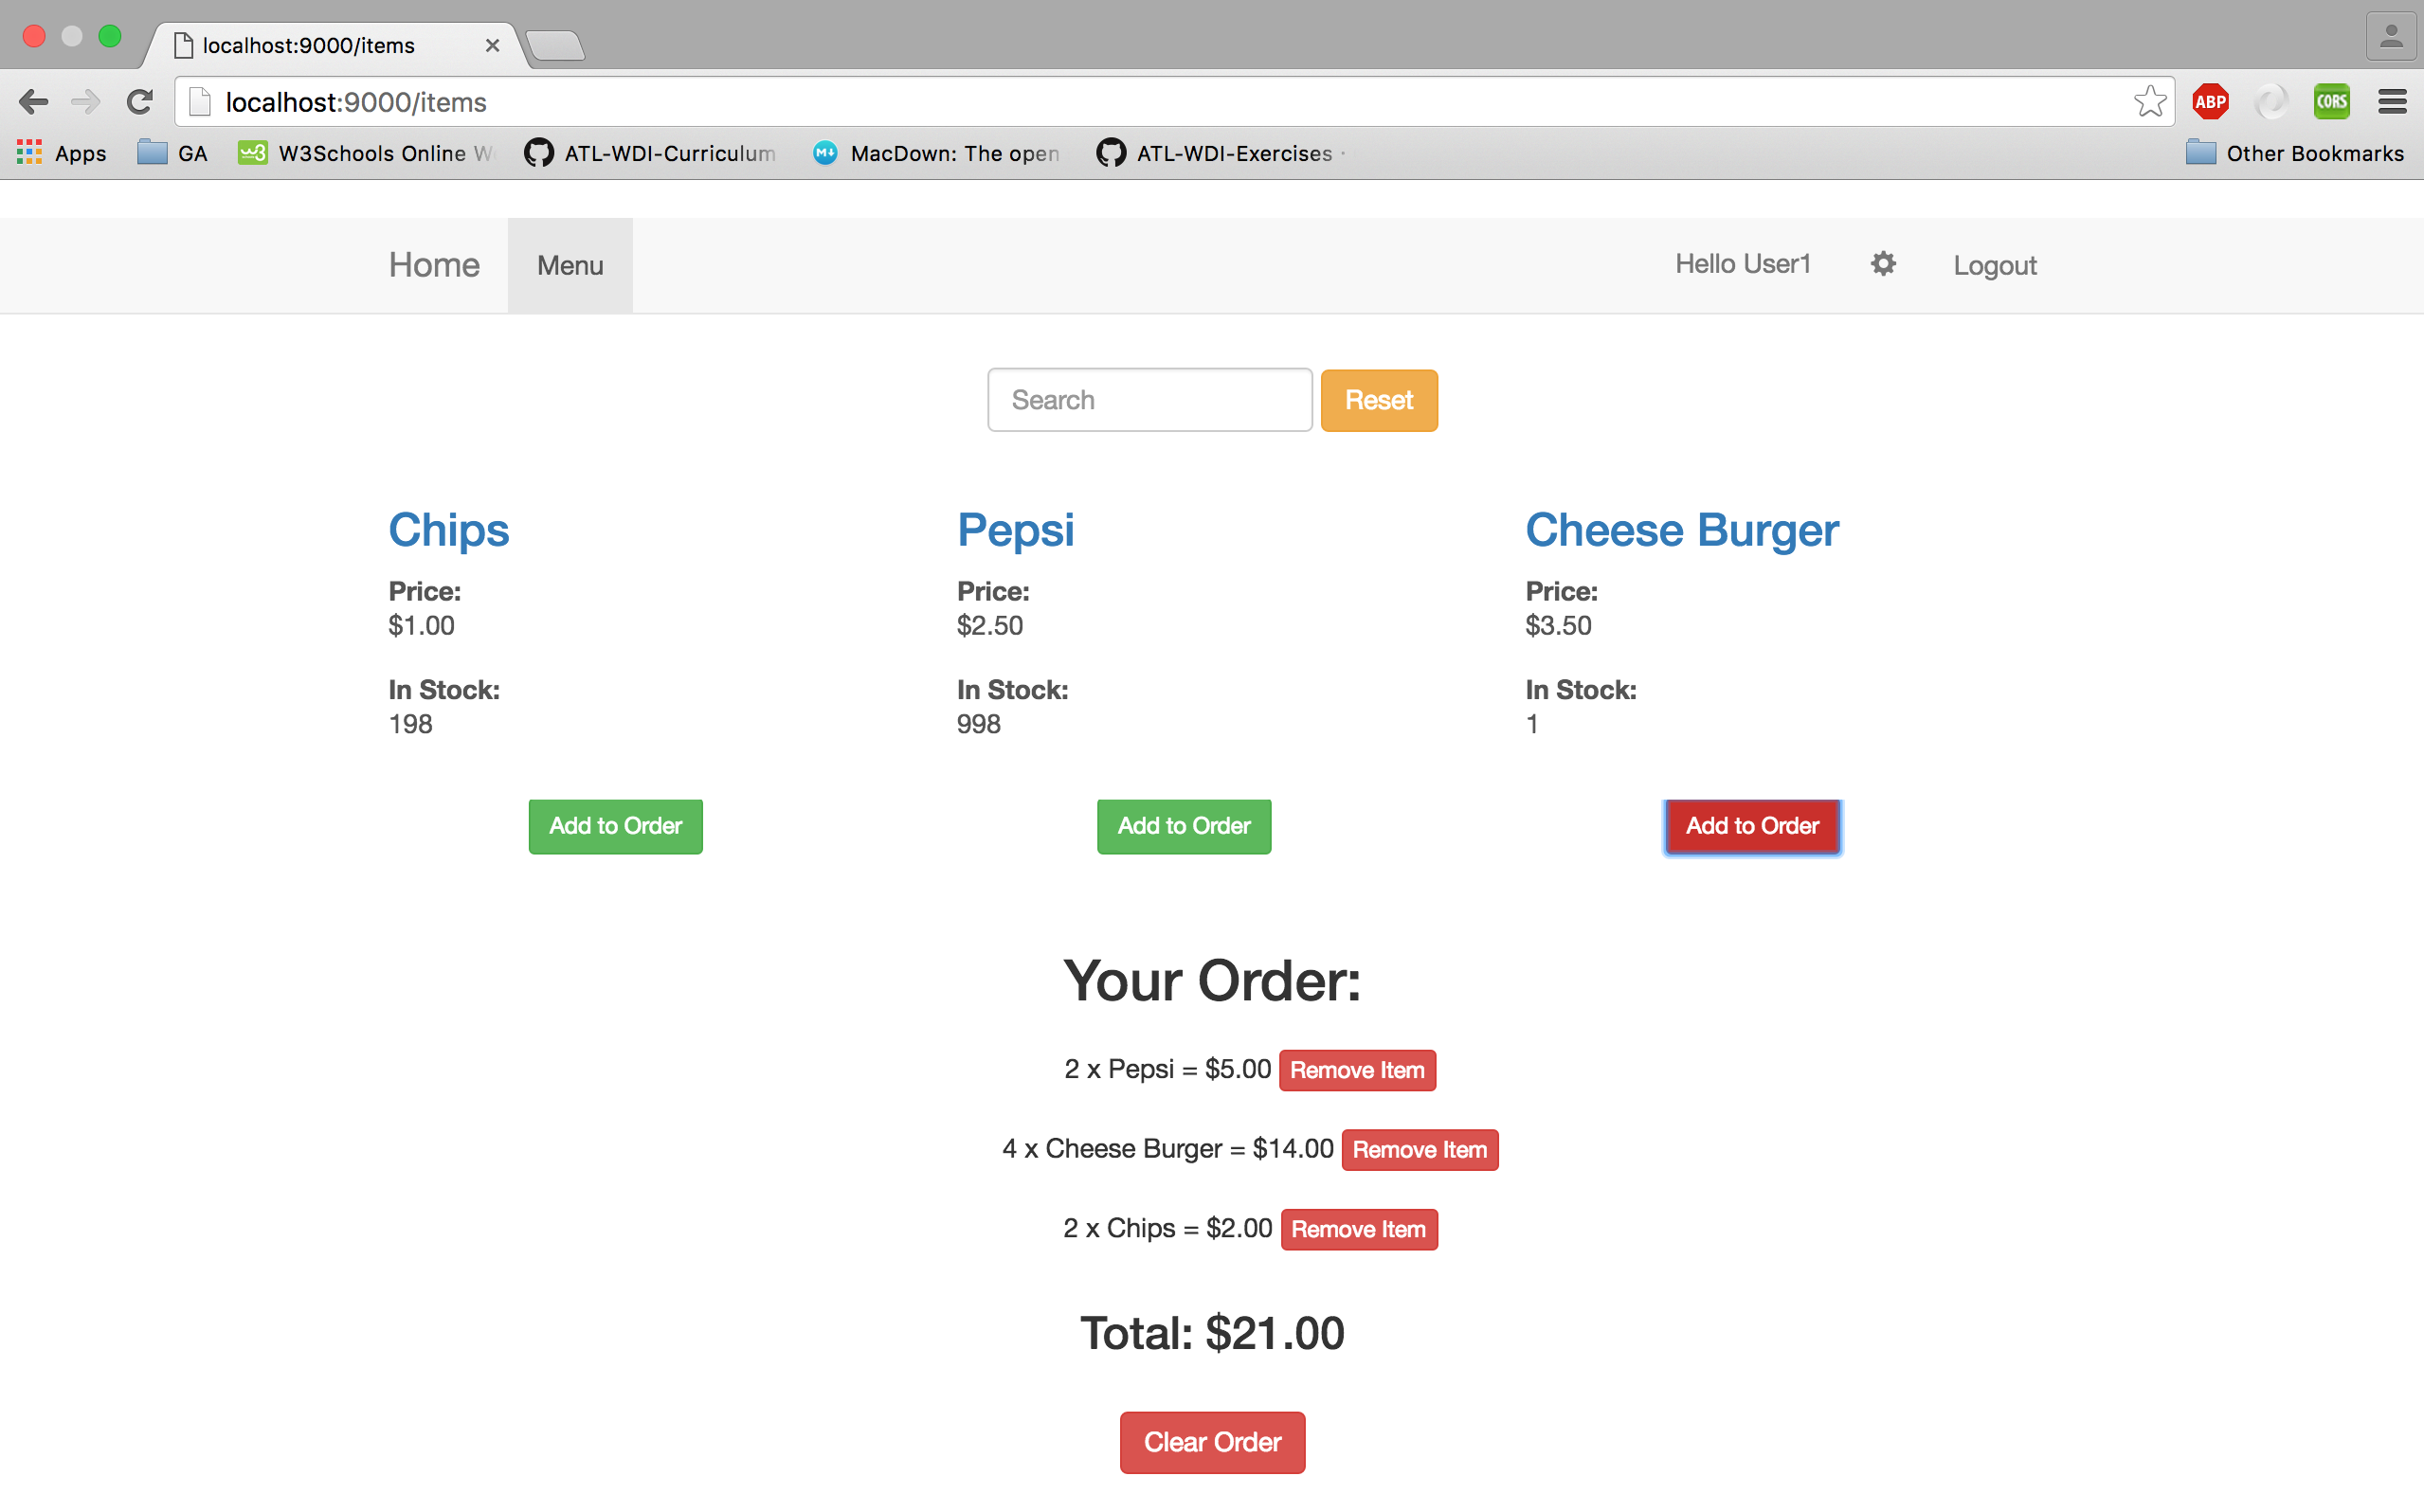 localhost:9000/items
localhost:9000/items
ABP
CORS
Apps
GA
W3Schools Online
ATL-WDI-Curriculum
MacDown: The open
ATL-WDI-Exercises ·
Other Bookmarks
Home
Menu
Hello User1
Logout
Search
Reset
Chips
Price:
$1.00
In Stock:
198
Add to Order
Pepsi
Price:
$2.50
In Stock:
998
Add to Order
Cheese Burger
Price:
$3.50
In Stock:
1
Add to Order
Your Order:
2 x Pepsi = $5.00 Remove Item
4 x Cheese Burger = $14.00 Remove Item
2 x Chips = $2.00 Remove Item
Total: $21.00
Clear Order